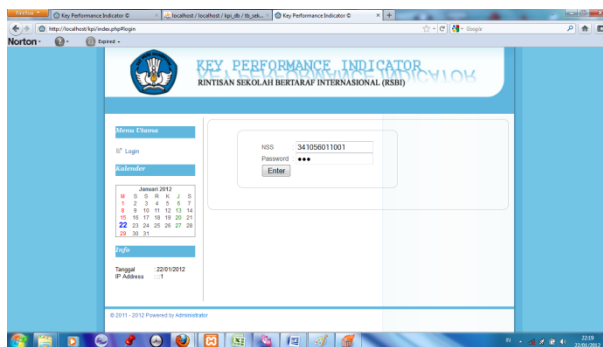 Key Performance Indicator ©
localhost / localhost / kpi_db / tb_sek...
Key Performance Indicator ©
http://localhost/kpi/index.php#login
Google
Norton
Expired
KEY PERFORMANCE INDICATOR
RINTISAN SEKOLAH BERTARAF INTERNASIONAL (RSBI)
Menu Utama
Login
Kalender
Januari 2012
M S S R K J S
1 2 3 4 5 6 7
8 9 10 11 12 13 14
15 16 17 18 19 20 21
22 23 24 25 26 27 28
29 30 31
Info
Tanggal :22/01/2012
IP Address :::1
NSS 341056011001
Password
Enter
© 2011 - 2012 Powered by Administrator
22:19
22/01/2012